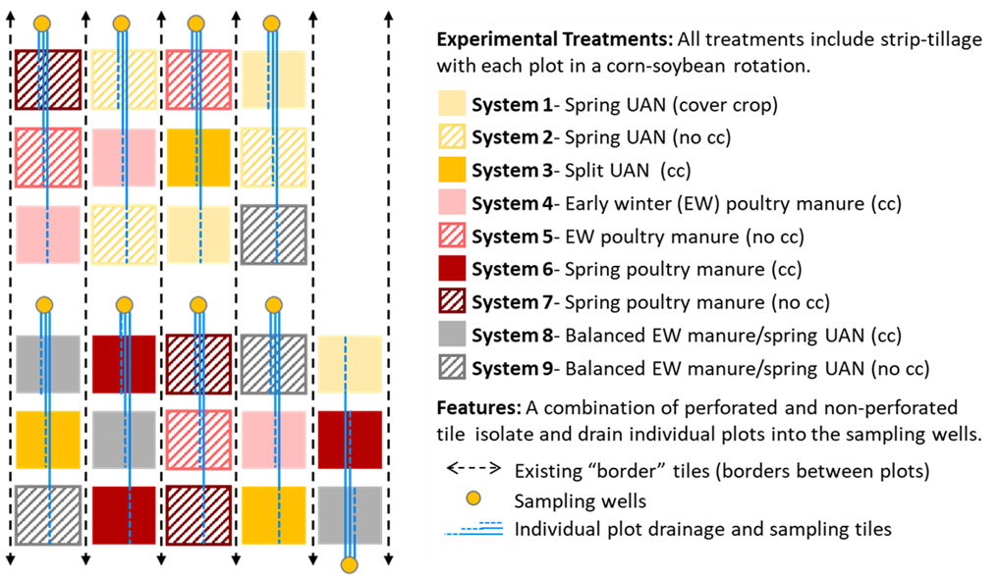 Experimental Treatments: All treatments include strip-tillage
with each plot in a corn-soybean rotation.
System 1- Spring UAN (cover crop)
System 2- Spring UAN (no cc)
System 3- Split UAN (cc)
System 4- Early winter (EW) poultry manure (cc)
System 5- EW poultry manure (no cc)
System 6- Spring poultry manure (cc)
System 7- Spring poultry manure (no cc)
System 8- Balanced EW manure/spring UAN (cc)
System 9- Balanced EW manure/spring UAN (no cc)
Features: A combination of perforated and non-perforated
tile isolate and drain individual plots into the sampling wells.
Existing “border” tiles (borders between plots)
Sampling wells
Individual plot drainage and sampling tiles